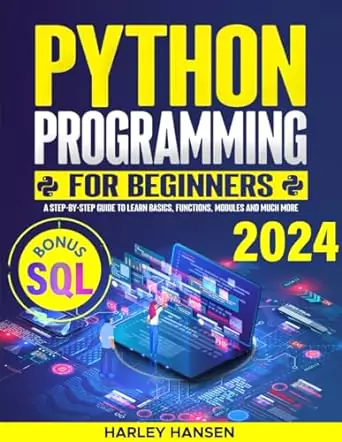 PYTHON
PROGRAMMING
FOR BEGINNERS
A STEP-BY-STEP GUIDE TO LEARN BASICS, FUNCTIONS, MODULES AND MUCH MORE
2024
BONUS
SQL
HARLEY HANSEN